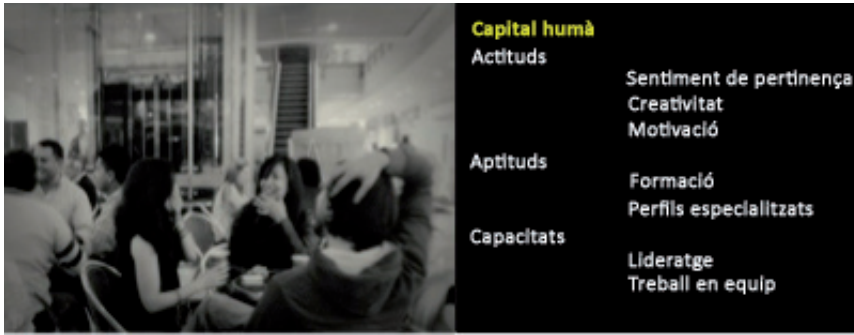 Capital humà
Actituds
Sentiment de pertinença
Creativitat
Motivació
Aptituds
Formació
Perfils especialitzats
Capacitats
Lideratge
Treball en equip